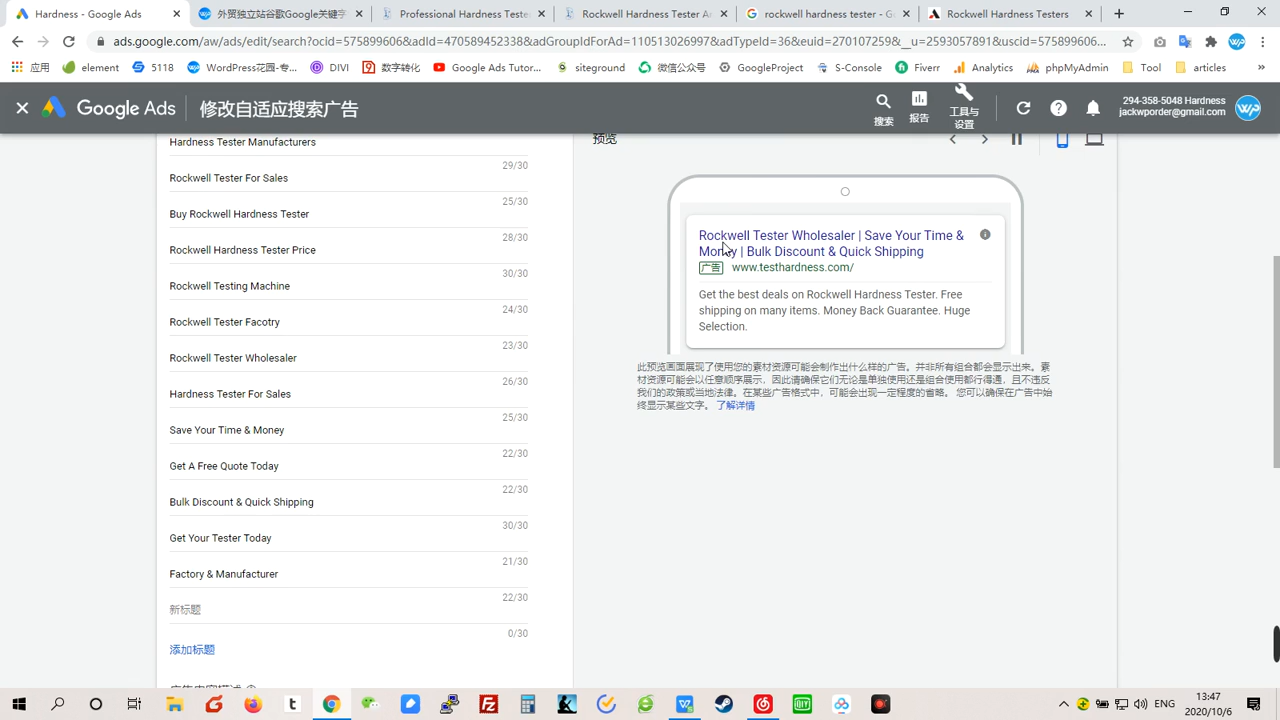 Hardness - Google Ads
外贸独立站谷歌Google关键字
Professional Hardness Teste
Rockwell Hardness Tester A
rockwell hardness tester - G
Rockwell Hardness Testers
ads.google.com/aw/ads/edit/search?ocid=575899606&adId=470589452338&adGroupIdForAd=110513026997&adTypeId=36&euid=270107259&__u=2593057891&uscid=575899606...
应用
element
5118
WordPress花园-专...
DIVI
数字转化
Google Ads Tutor...
siteground
微信公众号
GoogleProject
S-Console
Fiverr
Analytics
phpMyAdmin
Tool
articles
»
Google Ads
修改自适应搜索广告
搜索
报告
工具与
设置
294-358-5048 Hardness
jackwporder@gmail.com
Hardness Tester Manufacturers
29/30
Rockwell Tester For Sales
25/30
Buy Rockwell Hardness Tester
28/30
Rockwell Hardness Tester Price
30/30
Rockwell Testing Machine
24/30
Rockwell Tester Facotry
23/30
Rockwell Tester Wholesaler
26/30
Hardness Tester For Sales
25/30
Save Your Time & Money
22/30
Get A Free Quote Today
22/30
Bulk Discount & Quick Shipping
30/30
Get Your Tester Today
21/30
Factory & Manufacturer
22/30
新标题
0/30
添加标题
预览
Rockwell Tester Wholesaler | Save Your Time &
Money | Bulk Discount & Quick Shipping
广告 www.testhardness.com/
Get the best deals on Rockwell Hardness Tester. Free
shipping on many items. Money Back Guarantee. Huge
Selection.
此预览画面展现了使用您的素材资源可能会制作出什么样的广告。并非所有组合都会显示出来。素
材资源可能会以任意顺序展示，因此请确保它们无论是单独使用还是组合使用都行得通，且不违反
我们的政策或当地法律。在某些广告格式中，可能会出现一定程度的省略。 您可以确保在广告中始
终显示某些文字。 了解详情
ENG
13:47
2020/10/6